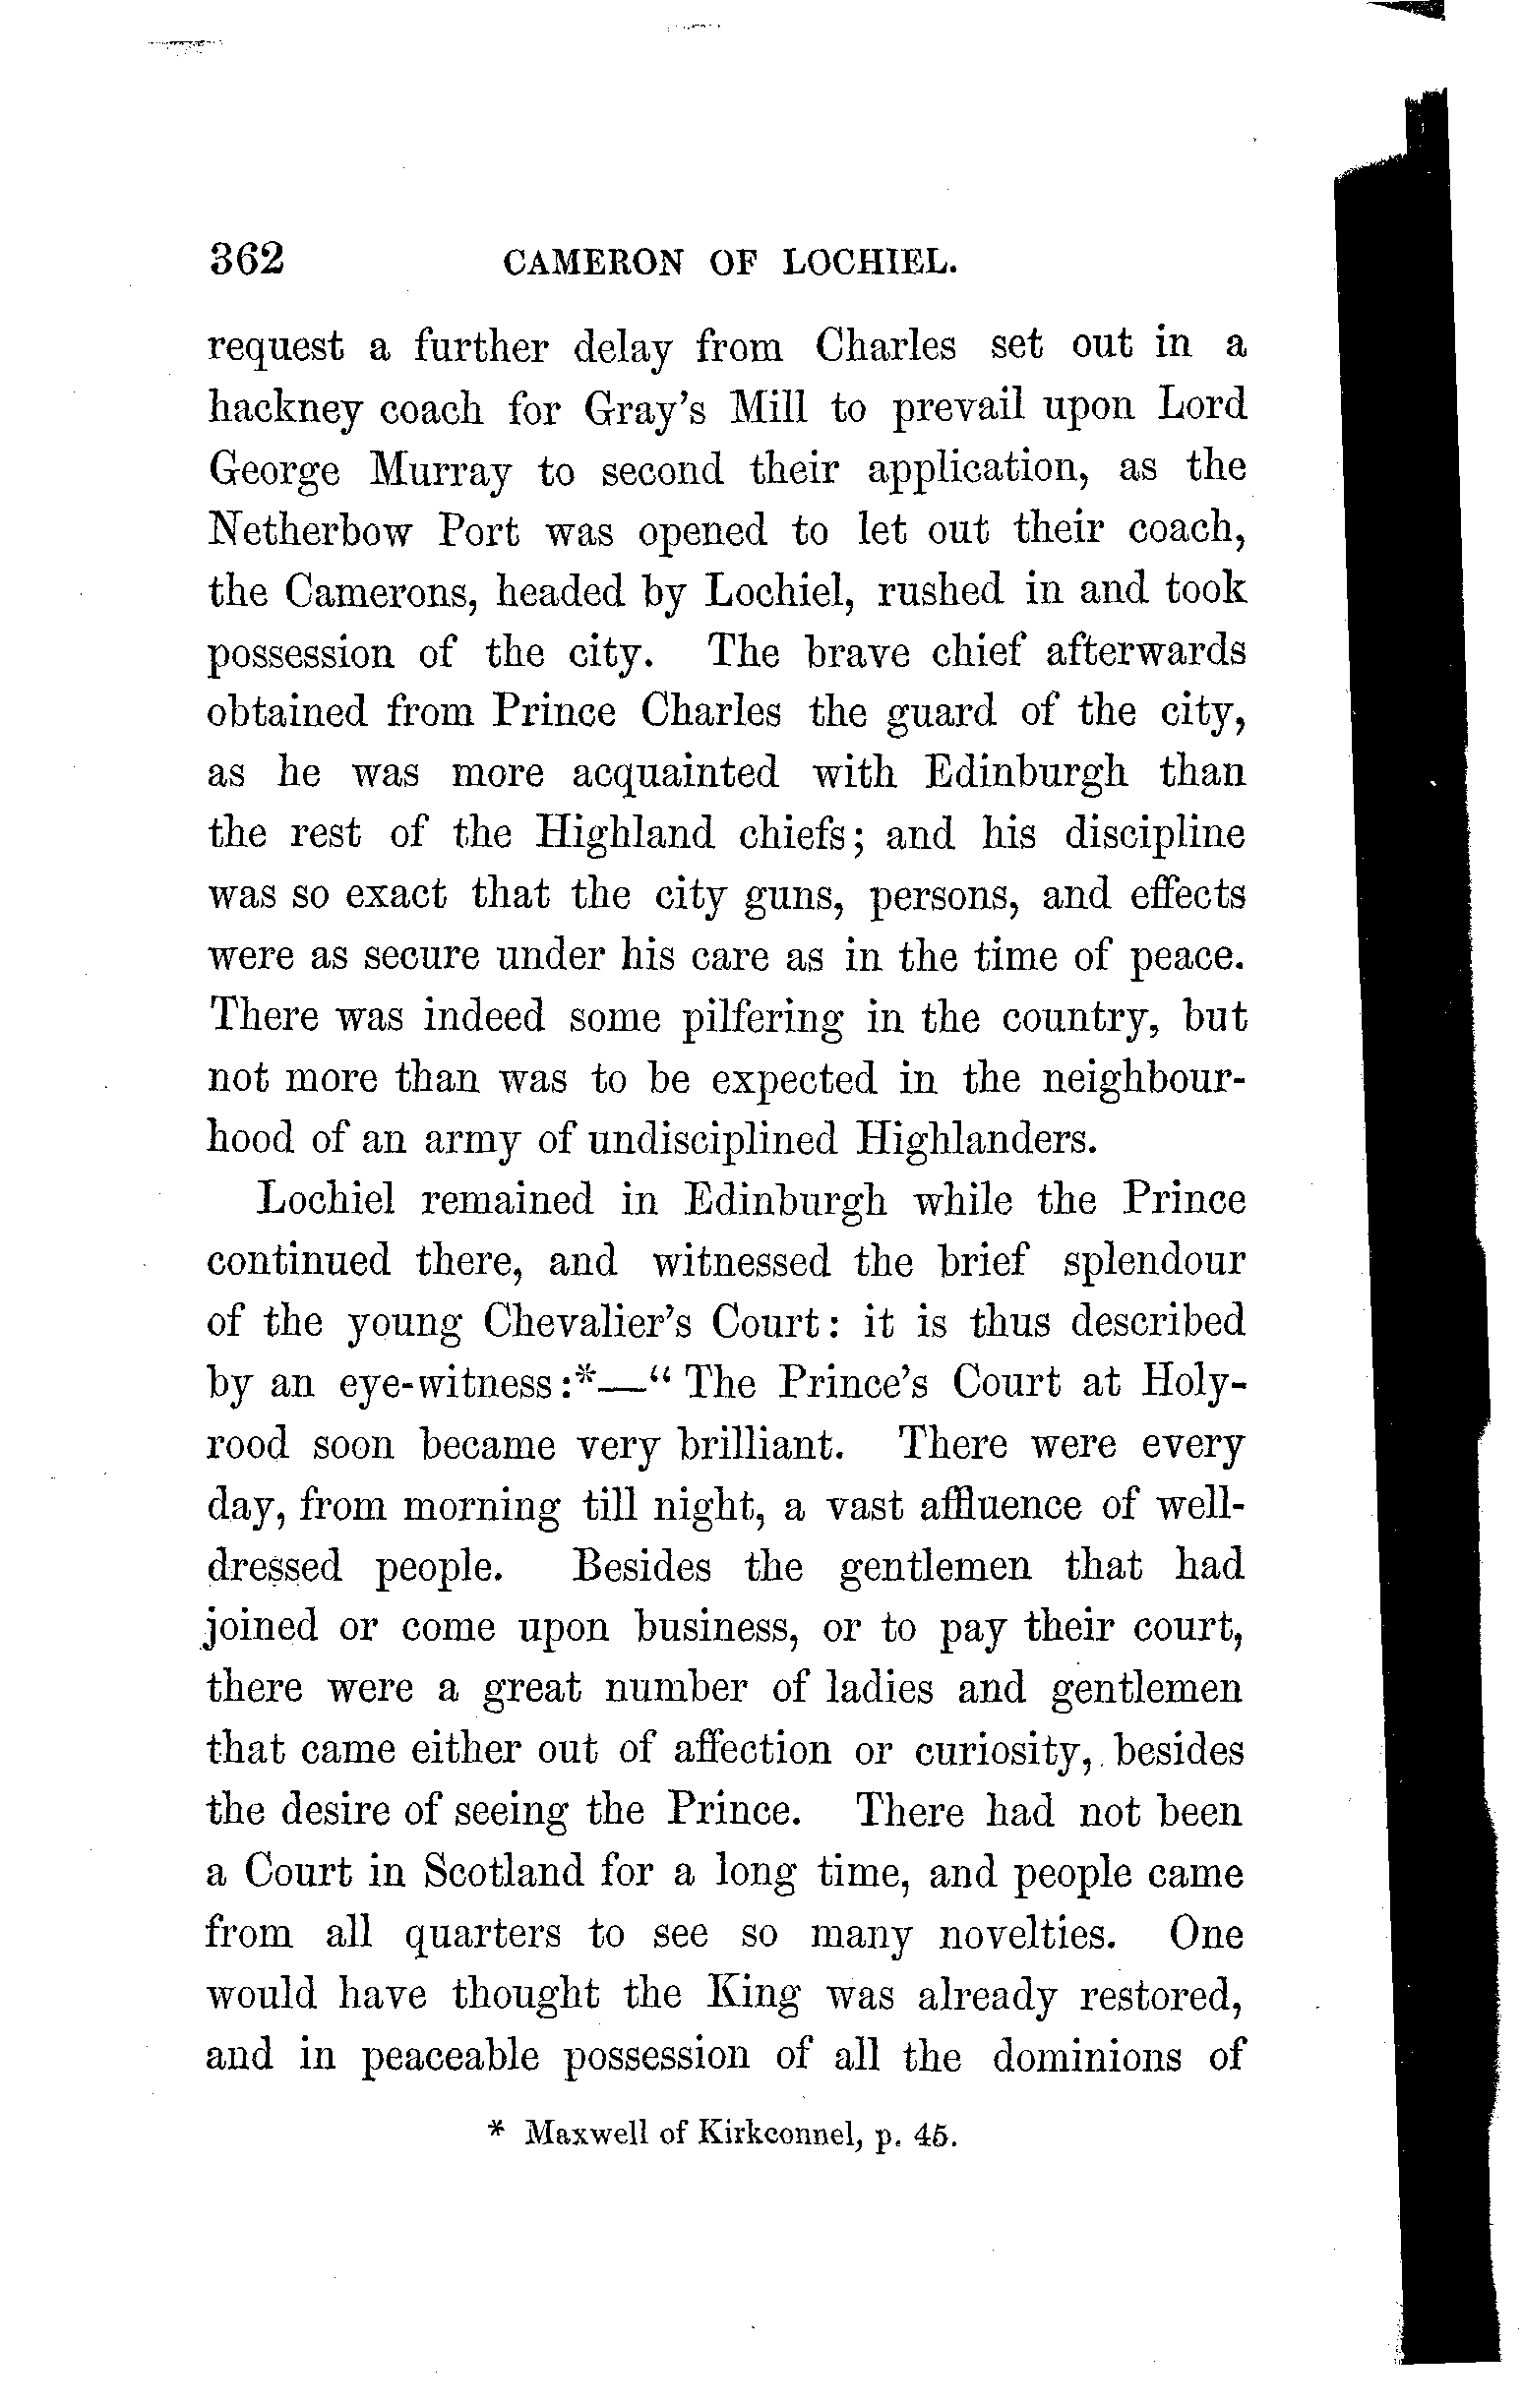 362 CAMERON OF LOCHIEL.
request a further delay from Charles set out in a
hackney coach for Gray's Mill to prevail upon Lord
George Murray to second their application, as the
Netherbow Port was opened to let out their coach,
the Camerons, headed by Lochiel, rushed in and took
possession of the city. The brave chief afterwards
obtained from Prince Charles the guard of the city,
as he was more acquainted with Edinburgh than
the rest of the Highland chiefs; and his discipline
was so exact that the city guns, persons, and effects
were as secure under his care as in the time of peace.
There was indeed some pilfering in the country, but
not more than was to be expected in the neighbour-
hood of an army of undisciplined Highlanders.
Lochiel remained in Edinburgh while the Prince
continued there, and witnessed the brief splendour
of the young Chevalier's Court: it is thus described
by an eye-witness:*—"The Prince's Court at Holy-
rood soon became very brilliant. There were every
day, from morning till night, a vast affluence of well-
dressed people. Besides the gentlemen that had
joined or come upon business, or to pay their court,
there were a great number of ladies and gentlemen
that came either out of affection or curiosity, besides
the desire of seeing the Prince. There had not been
a Court in Scotland for a long time, and people came
from all quarters to see so many novelties. One
would have thought the King was already restored,
and in peaceable possession of all the dominions of
* Maxwell of Kirkconnel, p. 45.